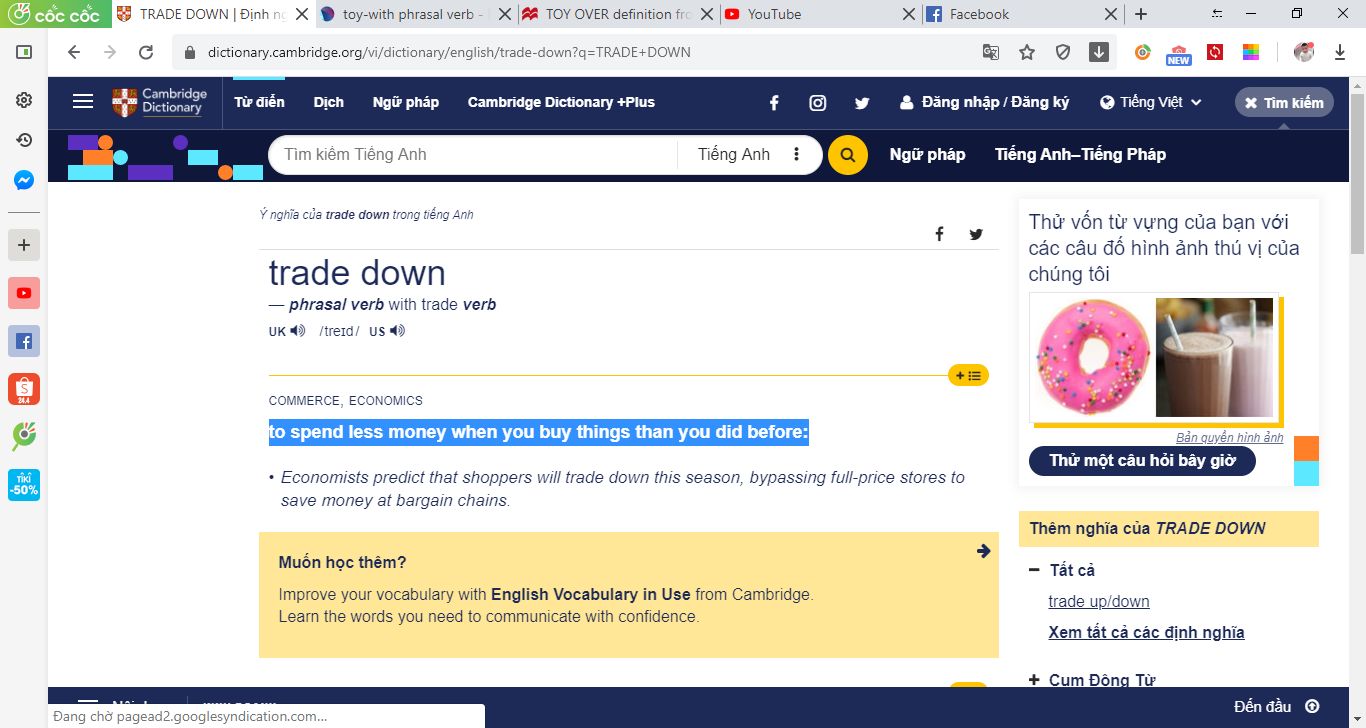 cốc cốc
TRADE DOWN | Định ng
toy-with phrasal verb -
TOY OVER definition fro
YouTube
Facebook
dictionary.cambridge.org/vi/dictionary/english/trade-down?q=TRADE+DOWN
NEW
Cambridge
Dictionary
Từ điển
Dịch
Ngữ pháp
Cambridge Dictionary +Plus
Đăng nhập / Đăng ký
Tiếng Việt
Tìm kiếm
Tìm kiếm Tiếng Anh
Tiếng Anh
Ngữ pháp
Tiếng Anh–Tiếng Pháp
Ý nghĩa của trade down trong tiếng Anh
trade down
— phrasal verb with trade verb
UK /treɪd/ US
COMMERCE, ECONOMICS
to spend less money when you buy things than you did before:
• Economists predict that shoppers will trade down this season, bypassing full-price stores to
save money at bargain chains.
Muốn học thêm?
Improve your vocabulary with English Vocabulary in Use from Cambridge.
Learn the words you need to communicate with confidence.
Thử vốn từ vựng của bạn với
các câu đố hình ảnh thú vị của
chúng tôi
Bản quyền hình ảnh
Thử một câu hỏi bây giờ
Thêm nghĩa của TRADE DOWN
Tất cả
trade up/down
Xem tất cả các định nghĩa
Cụm Động Từ
Đến đầu
Đang chờ pagead2.googlesyndication.com...
24.4
TIKI
-50%